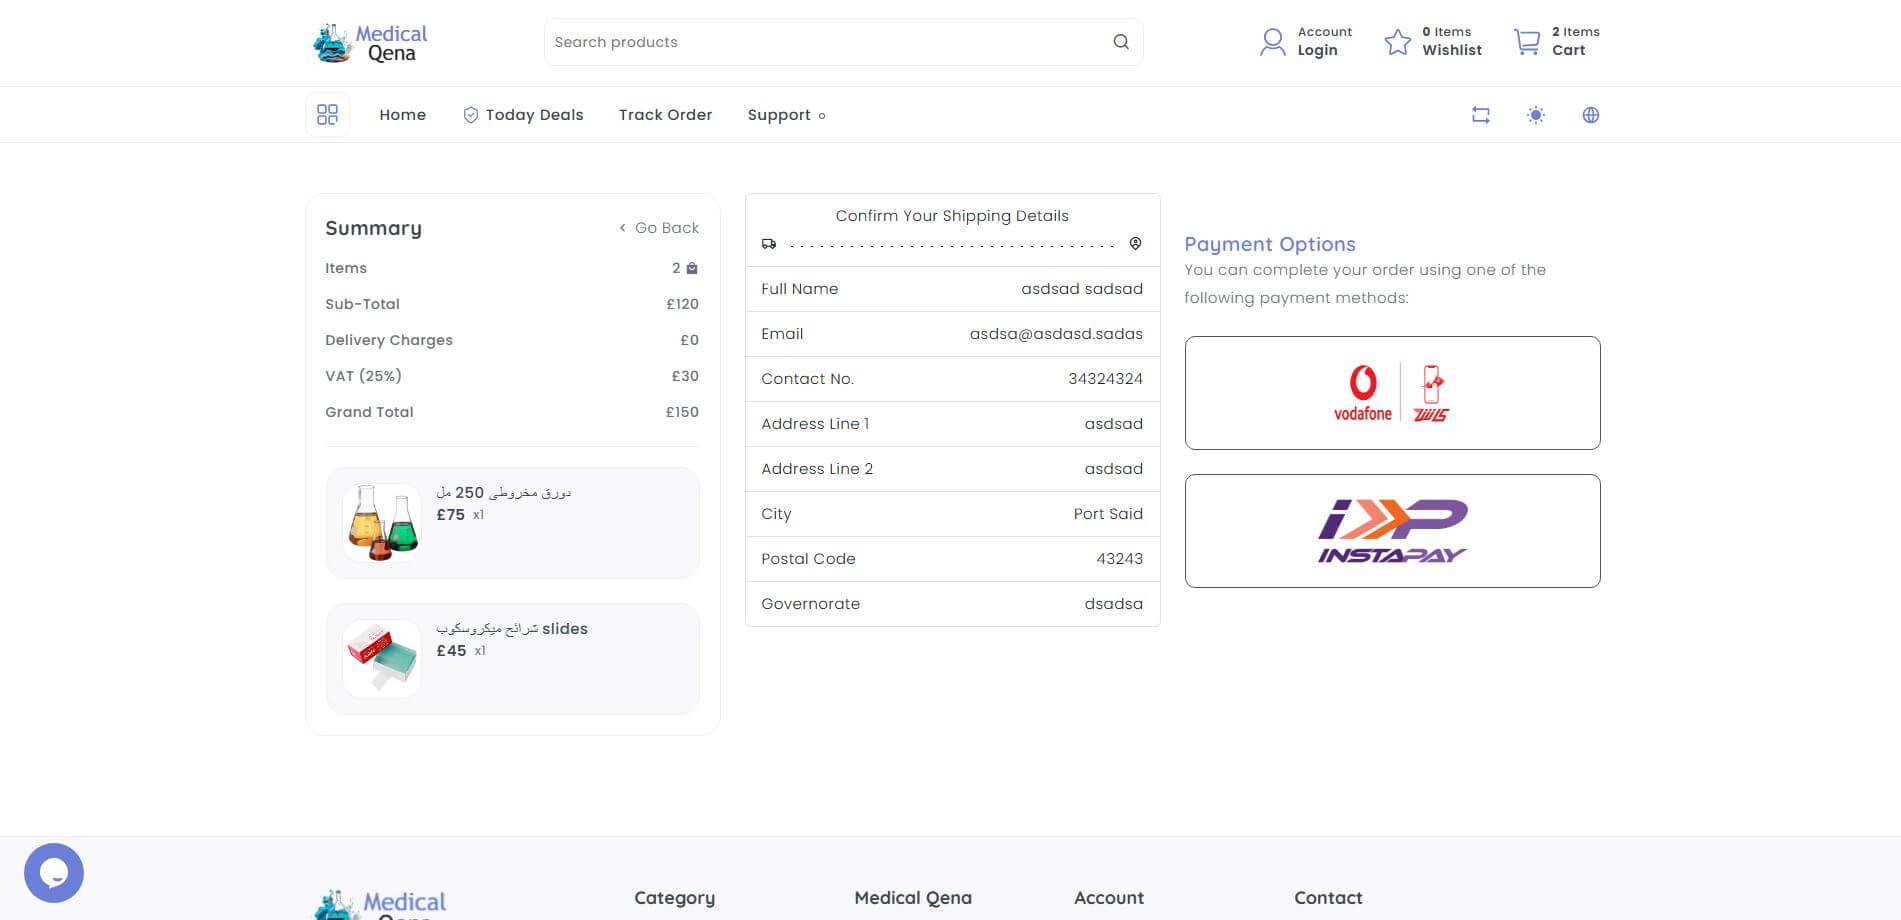 Medical
Qena
Search products
Account
Login
0 Items
Wishlist
2 Items
Cart
Home
Today Deals
Track Order
Support
Summary
Go Back
Items 2
Sub-Total £120
Delivery Charges £0
VAT (25%) £30
Grand Total £150
دورق مخروطى 250 مل
£75 x1
شرائح ميكروسكوب slides
£45 x1
Confirm Your Shipping Details
Full Name asdsad sadsad
Email asdsa@asdasd.sadas
Contact No. 34324324
Address Line 1 asdsad
Address Line 2 asdsad
City Port Said
Postal Code 43243
Governorate dsadsa
Payment Options
You can complete your order using one of the
following payment methods:
vodafone كاش
INSTAPAY
Medical
Qena
Category
Medical Qena
Account
Contact